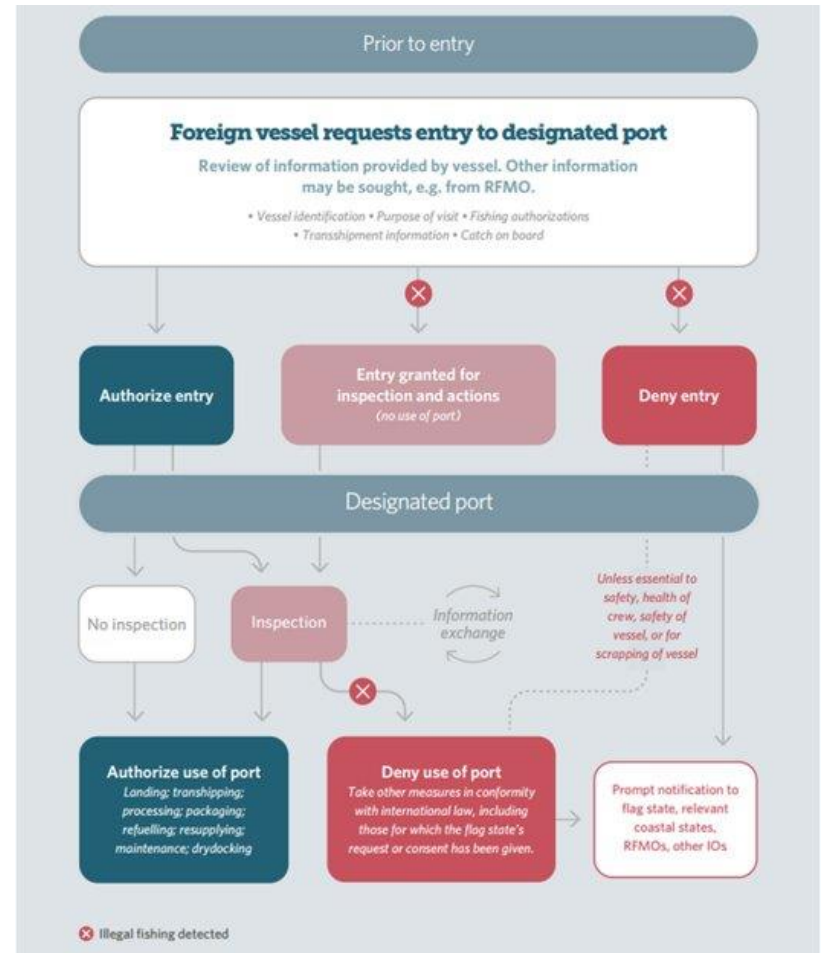 Prior to entry
Foreign vessel requests entry to designated port
Review of information provided by vessel. Other information
may be sought, e.g. from RFMO.
• Vessel identification • Purpose of visit • Fishing authorizations
• Transshipment information • Catch on board
Authorize entry
Entry granted for
inspection and actions
(no use of port)
Deny entry
Designated port
No inspection
Inspection
Information
exchange
Unless essential to
safety, health of
crew, safety of
vessel, or for
scrapping of vessel
Authorize use of port
Landing; transhipping;
processing; packaging;
refuelling; resupplying;
maintenance; drydocking
Deny use of port
Take other measures in conformity
with international law, including
those for which the flag state's
request or consent has been given.
Prompt notification to
flag state, relevant
coastal states,
RFMOs, other IOs
Illegal fishing detected